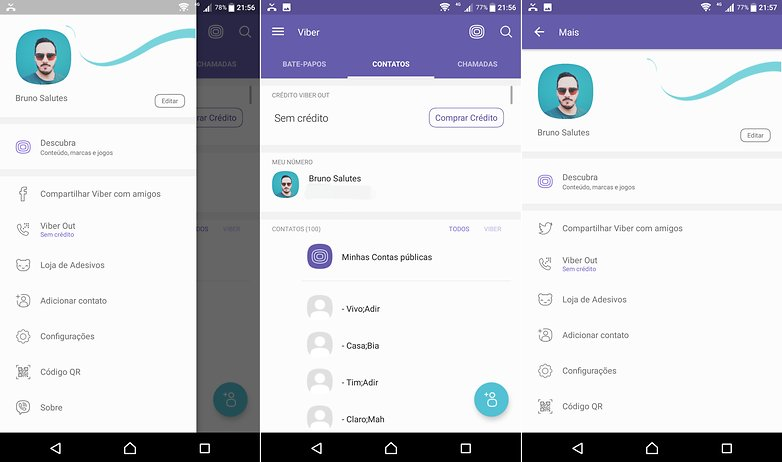 78% 21:56
Bruno Salutes
Editar
Descubra
Conteúdo, marcas e jogos
Compartilhar Viber com amigos
Viber Out
Sem crédito
Loja de Adesivos
Adicionar contato
Configurações
Código QR
Sobre
CHAMADAS
rar Crédito
DOS VIBER
4G 77% 21:56
Viber
BATE-PAPOS CONTATOS CHAMADAS
CRÉDITO VIBER OUT
Sem crédito Comprar Crédito
MEU NÚMERO
Bruno Salutes
CONTATOS (100) TODOS VIBER
Minhas Contas públicas
- Vivo;Adir
- Casa;Bia
- Tim;Adir
- Claro;Mah
4G 77% 21:57
Mais
Bruno Salutes
Editar
Descubra
Conteúdo, marcas e jogos
Compartilhar Viber com amigos
Viber Out
Sem crédito
Loja de Adesivos
Adicionar contato
Configurações
Código QR